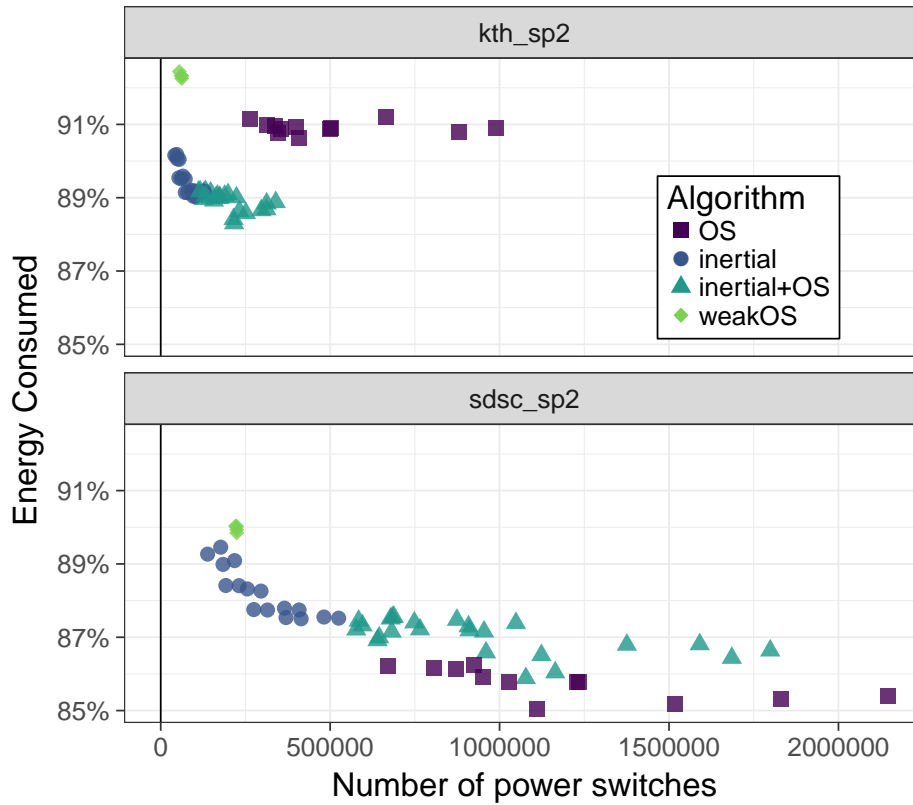 kth_sp2
91%
89%
87%
85%
Algorithm
OS
inertial
inertial+OS
weakOS
Energy Consumed
sdsc_sp2
91%
89%
87%
85%
0 500000 1000000 1500000 2000000
Number of power switches